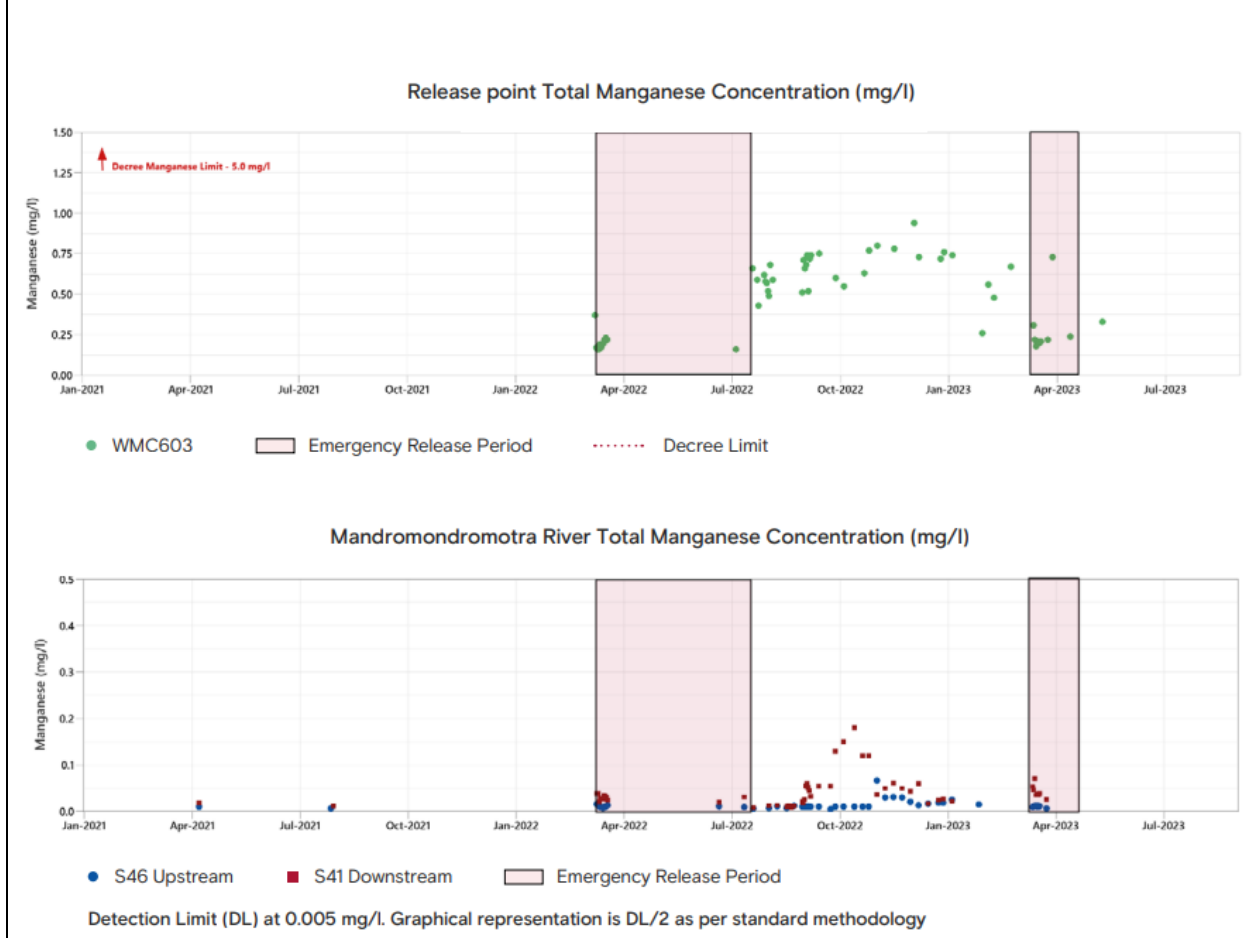 Release point Total Manganese Concentration (mg/l)
1.50
Decree Manganese Limit - 5.0 mg/l
1.25
1.00
0.75
0.50
0.25
0.00
Manganese (mg/l)
Jan-2021 Apr-2021 Jul-2021 Oct-2021 Jan-2022 Apr-2022 Jul-2022 Oct-2022 Jan-2023 Apr-2023 Jul-2023
WMC603 Emergency Release Period Decree Limit
Mandromondromotra River Total Manganese Concentration (mg/l)
0.5
0.4
0.3
0.2
0.1
0.0
Manganese (mg/l)
Jan-2021 Apr-2021 Jul-2021 Oct-2021 Jan-2022 Apr-2022 Jul-2022 Oct-2022 Jan-2023 Apr-2023 Jul-2023
S46 Upstream S41 Downstream Emergency Release Period
Detection Limit (DL) at 0.005 mg/l. Graphical representation is DL/2 as per standard methodology